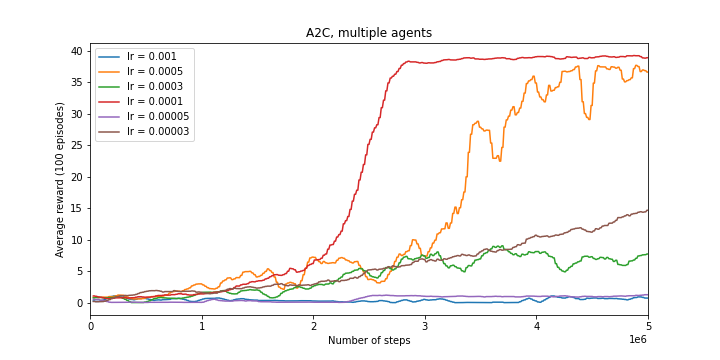 A2C, multiple agents
lr = 0.001
lr = 0.0005
lr = 0.0003
lr = 0.0001
lr = 0.00005
lr = 0.00003
Average reward (100 episodes)
40
35
30
25
20
15
10
5
0
0 1 2 3 4 5
1e6
Number of steps